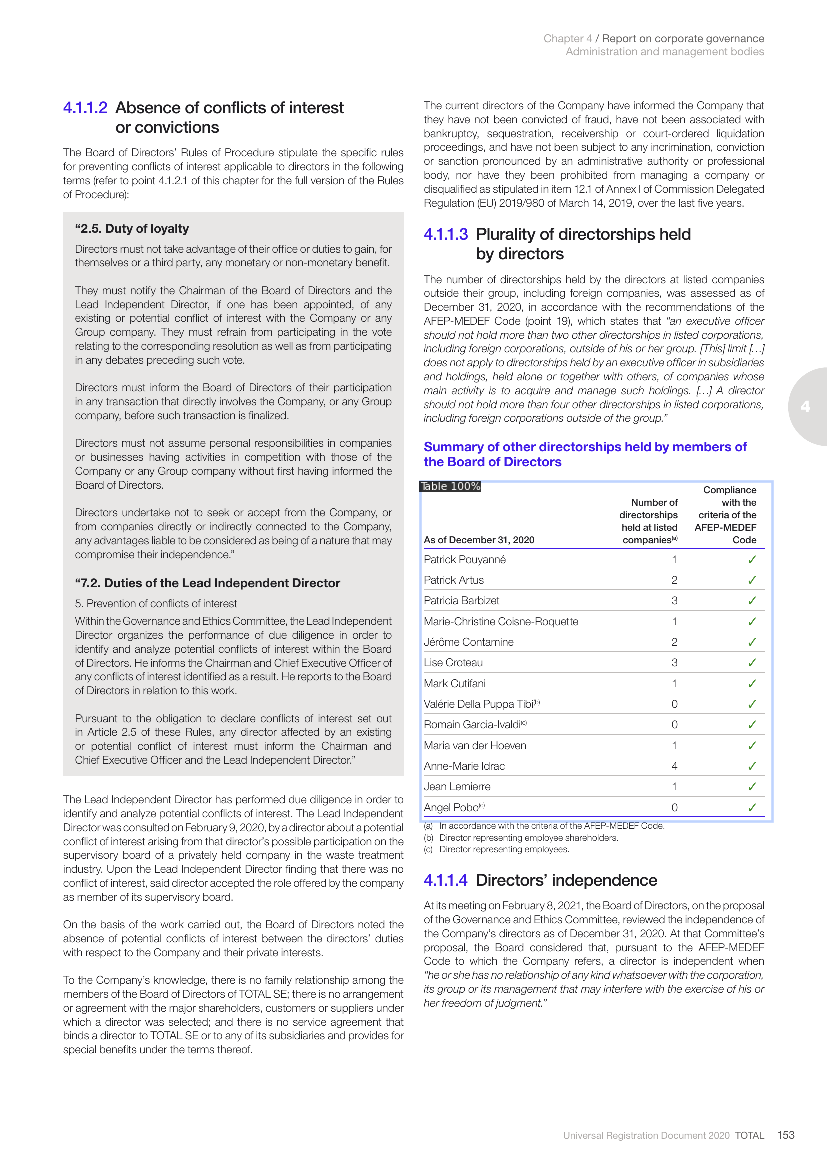 Chapter 4 / Report on corporate governance
Administration and management bodies
4.1.1.2 Absence of conflicts of interest
or convictions
The Board of Directors’ Rules of Procedure stipulate the specific rules
for preventing conflicts of interest applicable to directors in the following
terms (refer to point 4.1.2.1 of this chapter for the full version of the Rules
of Procedure):
“2.5. Duty of loyalty
Directors must not take advantage of their office or duties to gain, for
themselves or a third party, any monetary or non-monetary benefit.
They must notify the Chairman of the Board of Directors and the
Lead Independent Director, if one has been appointed, of any
existing or potential conflict of interest with the Company or any
Group company. They must refrain from participating in the vote
relating to the corresponding resolution as well as from participating
in any debates preceding such vote.
Directors must inform the Board of Directors of their participation
in any transaction that directly involves the Company, or any Group
company, before such transaction is finalized.
Directors must not assume personal responsibilities in companies
or businesses having activities in competition with those of the
Company or any Group company without first having informed the
Board of Directors.
Directors undertake not to seek or accept from the Company, or
from companies directly or indirectly connected to the Company,
any advantages liable to be considered as being of a nature that may
compromise their independence.”
“7.2. Duties of the Lead Independent Director
5. Prevention of conflicts of interest
Within the Governance and Ethics Committee, the Lead Independent
Director organizes the performance of due diligence in order to
identify and analyze potential conflicts of interest within the Board
of Directors. He informs the Chairman and Chief Executive Officer of
any conflicts of interest identified as a result. He reports to the Board
of Directors in relation to this work.
Pursuant to the obligation to declare conflicts of interest set out
in Article 2.5 of these Rules, any director affected by an existing
or potential conflict of interest must inform the Chairman and
Chief Executive Officer and the Lead Independent Director.”
The Lead Independent Director has performed due diligence in order to
identify and analyze potential conflicts of interest. The Lead Independent
Director was consulted on February 9, 2020, by a director about a potential
conflict of interest arising from that director’s possible participation on the
supervisory board of a privately held company in the waste treatment
industry. Upon the Lead Independent Director finding that there was no
conflict of interest, said director accepted the role offered by the company
as member of its supervisory board.
On the basis of the work carried out, the Board of Directors noted the
absence of potential conflicts of interest between the directors’ duties
with respect to the Company and their private interests.
To the Company’s knowledge, there is no family relationship among the
members of the Board of Directors of TOTAL SE; there is no arrangement
or agreement with the major shareholders, customers or suppliers under
which a director was selected; and there is no service agreement that
binds a director to TOTAL SE or to any of its subsidiaries and provides for
special benefits under the terms thereof.
The current directors of the Company have informed the Company that
they have not been convicted of fraud, have not been associated with
bankruptcy, sequestration, receivership or court-ordered liquidation
proceedings, and have not been subject to any incrimination, conviction
or sanction pronounced by an administrative authority or professional
body, nor have they been prohibited from managing a company or
disqualified as stipulated in item 12.1 of Annex I of Commission Delegated
Regulation (EU) 2019/980 of March 14, 2019, over the last five years.
4.1.1.3 Plurality of directorships held
by directors
The number of directorships held by the directors at listed companies
outside their group, including foreign companies, was assessed as of
December 31, 2020, in accordance with the recommendations of the
AFEP-MEDEF Code (point 19), which states that “an executive officer
should not hold more than two other directorships in listed corporations,
including foreign corporations, outside of his or her group. [This] limit […]
does not apply to directorships held by an executive officer in subsidiaries
and holdings, held alone or together with others, of companies whose
main activity is to acquire and manage such holdings. […] A director
should not hold more than four other directorships in listed corporations,
including foreign corporations outside of the group.”
4
Summary of other directorships held by members of
the Board of Directors
Table 100%
As of December 31, 2020 Number of directorships held at listed companies(a) Compliance with the criteria of the AFEP-MEDEF Code
Patrick Pouyanné 1 ✓
Patrick Artus 2 ✓
Patricia Barbizet 3 ✓
Marie-Christine Coisne-Roquette 1 ✓
Jérôme Contamine 2 ✓
Lise Croteau 3 ✓
Mark Cutifani 1 ✓
Valérie Della Puppa Tibi(b) 0 ✓
Romain Garcia-Ivaldi(c) 0 ✓
Maria van der Hoeven 1 ✓
Anne-Marie Idrac 4 ✓
Jean Lemierre 1 ✓
Angel Pobo(c) 0 ✓
(a) In accordance with the criteria of the AFEP-MEDEF Code.
(b) Director representing employee shareholders.
(c) Director representing employees.
4.1.1.4 Directors’ independence
At its meeting on February 8, 2021, the Board of Directors, on the proposal
of the Governance and Ethics Committee, reviewed the independence of
the Company’s directors as of December 31, 2020. At that Committee’s
proposal, the Board considered that, pursuant to the AFEP-MEDEF
Code to which the Company refers, a director is independent when
“he or she has no relationship of any kind whatsoever with the corporation,
its group or its management that may interfere with the exercise of his or
her freedom of judgment.”
Universal Registration Document 2020 TOTAL 153